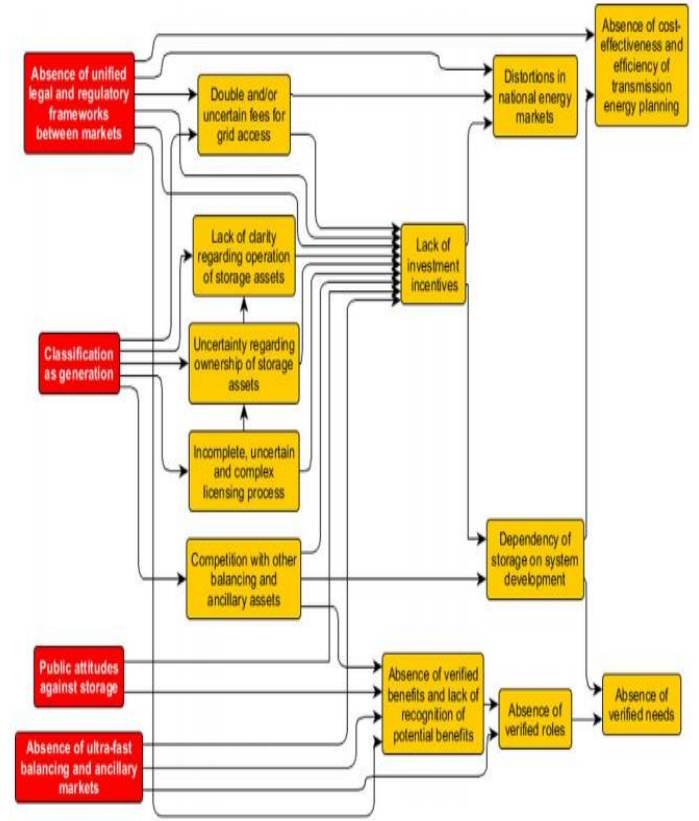 Absence of unified
legal and regulatory
frameworks
between markets
Double and/or
uncertain fees for
grid access
Distortions in
national energy
markets
Absence of cost-
effectiveness and
efficiency of
transmission
energy planning
Lack of clarity
regarding operation
of storage assets
Lack of
investment
incentives
Classification
as generation
Uncertainty regarding
ownership of storage
assets
Incomplete, uncertain
and complex
licensing process
Competition with other
balancing and
ancillary assets
Dependency of
storage on system
development
Public attitudes
against storage
Absence of verified
benefits and lack of
recognition of
potential benefits
Absence of
verified roles
Absence of
verified needs
Absence of ultra-fast
balancing and ancillary
markets